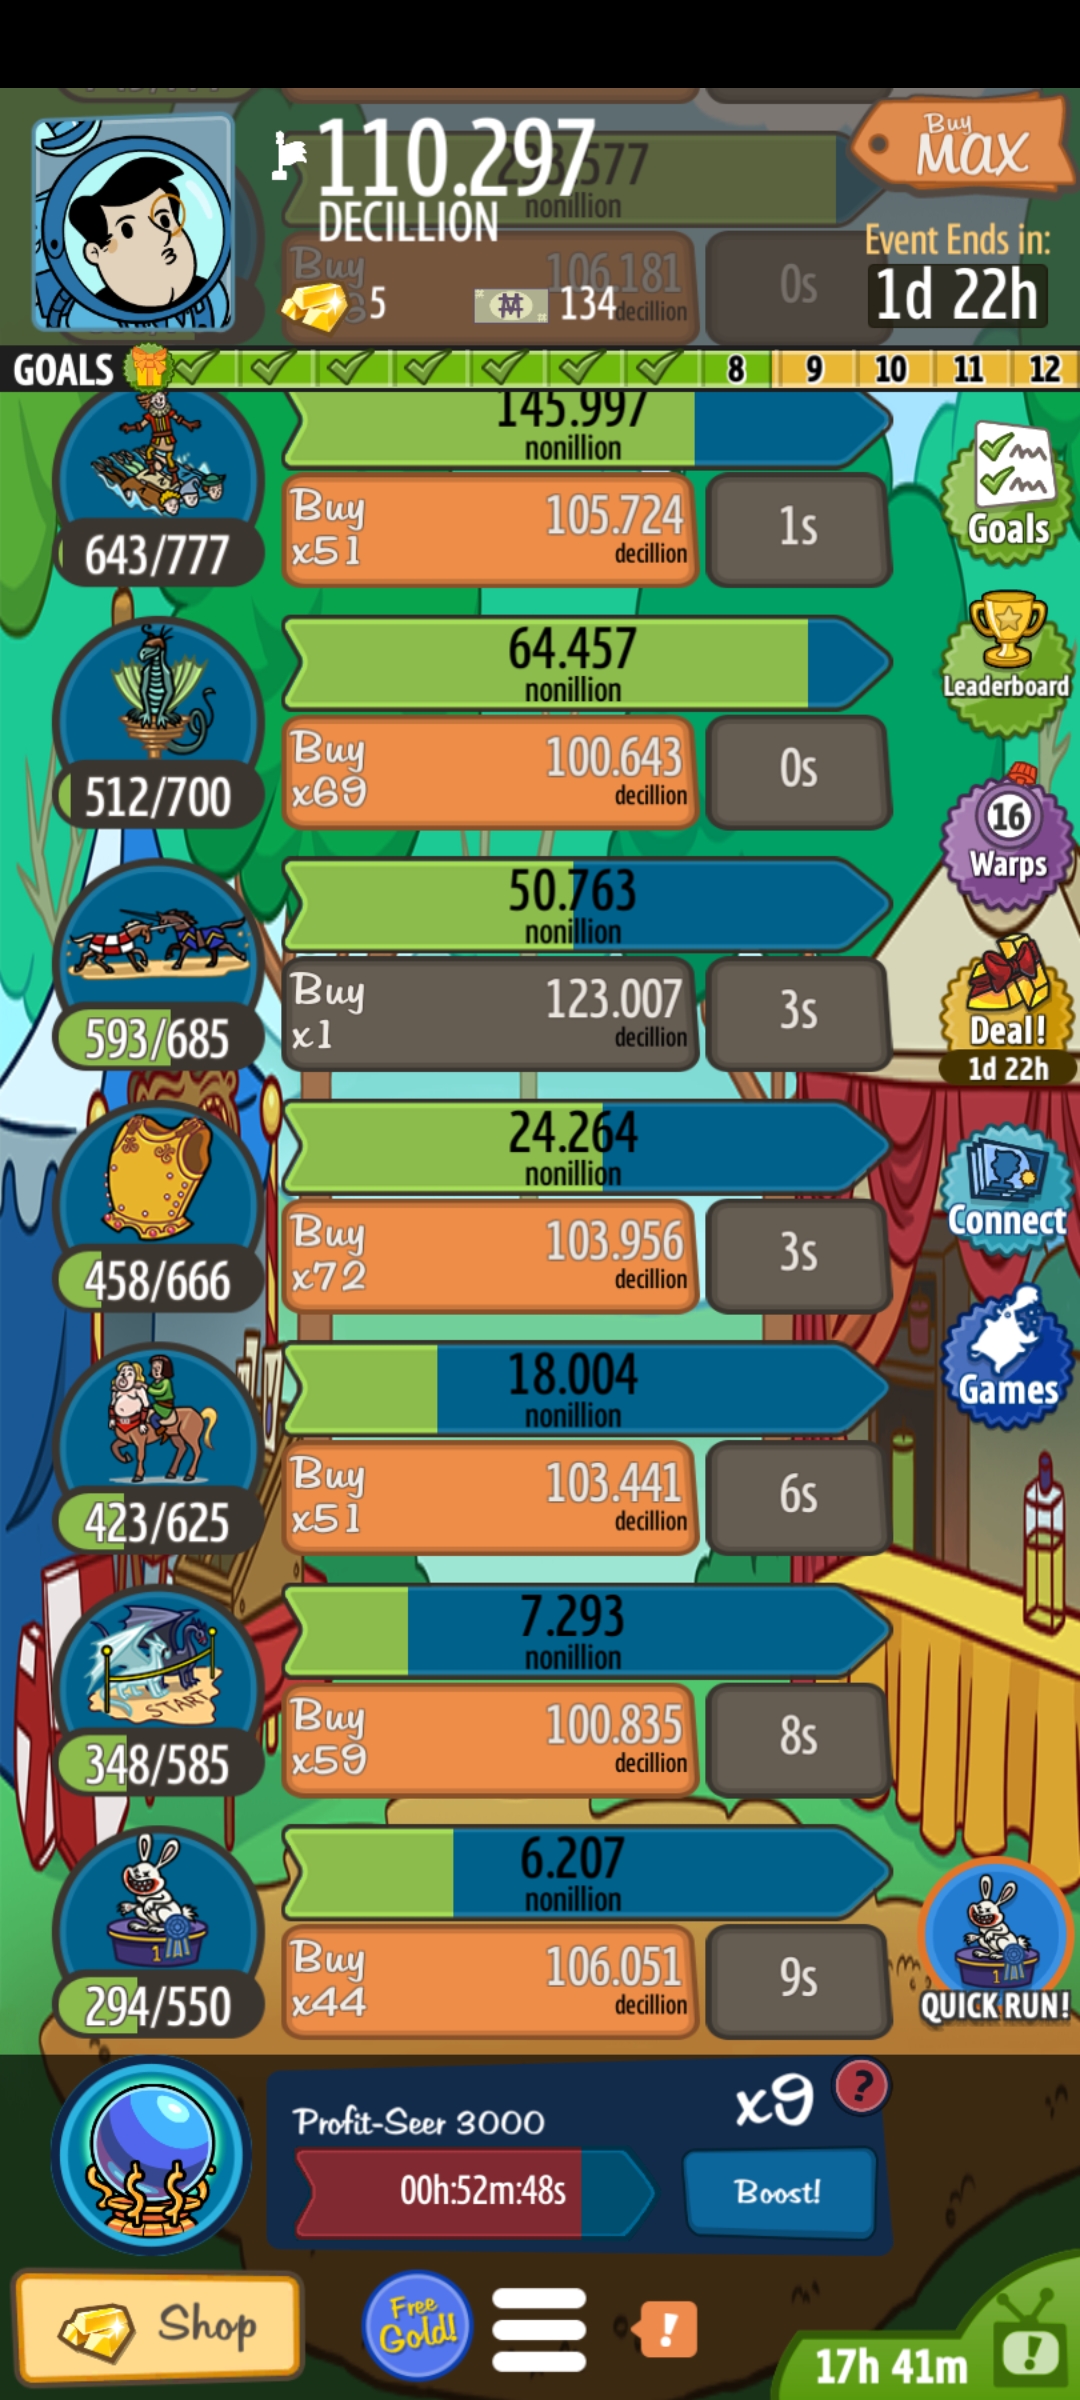 110.297
DECILLION
nonillion
Buy
106.181
decillion
0s
5
134
Buy
MAX
Event Ends in:
1d 22h
GOALS
8
9
10
11
12
145.997
nonillion
Buy
x51
105.724
decillion
1s
643/777
Goals
64.457
nonillion
Buy
x69
100.643
decillion
0s
512/700
Leaderboard
16
Warps
50.763
nonillion
Buy
x1
123.007
decillion
3s
593/685
Deal!
1d 22h
24.264
nonillion
Buy
x72
103.956
decillion
3s
458/666
Connect
18.004
nonillion
Buy
x51
103.441
decillion
6s
423/625
Games
7.293
nonillion
START
Buy
x59
100.835
decillion
8s
348/585
6.207
nonillion
1
Buy
x44
106.051
decillion
9s
294/550
1
QUICK RUN!
Profit-Seer 3000
x9
?
00h:52m:48s
Boost!
Shop
Free
Gold!
!
17h 41m
!